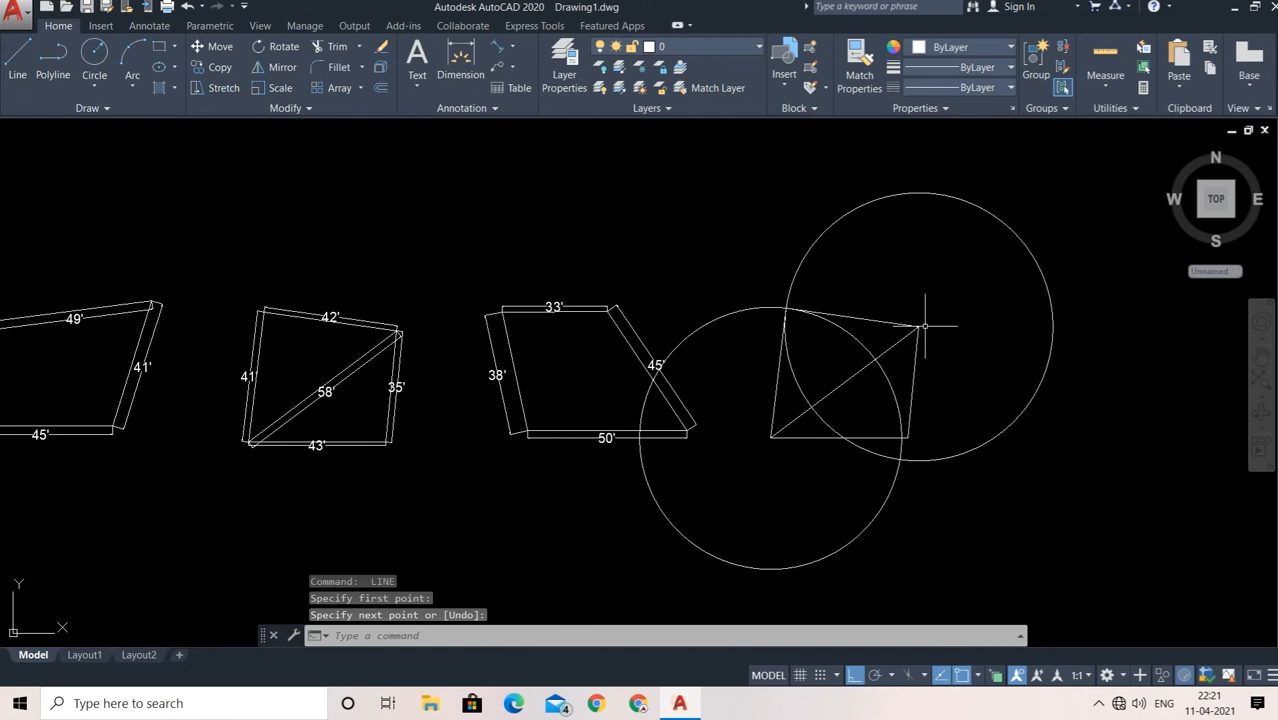 Autodesk AutoCAD 2020 Drawing1.dwg
Type a keyword or phrase
Sign In
Home Insert Annotate Parametric View Manage Output Add-ins Collaborate Express Tools Featured Apps
Line Polyline Circle Arc
Move Rotate Trim
Copy Mirror Fillet
Stretch Scale Array
Text Dimension Table
Layer Properties
0
Match Layer
Insert
Match Properties
ByLayer
ByLayer
ByLayer
Group
Measure
Paste
Base
Draw Modify Annotation Layers Block Properties Groups Utilities Clipboard View
N
W TOP E
S
Unnamed
49'
41'
45'
42'
41'
58'
35'
43'
33'
38'
45'
50'
Y
X
Command: LINE
Specify first point:
Specify next point or [Undo]:
Type a command
Model Layout1 Layout2 +
MODEL
1:1
Type here to search
4
ENG
22:21
11-04-2021